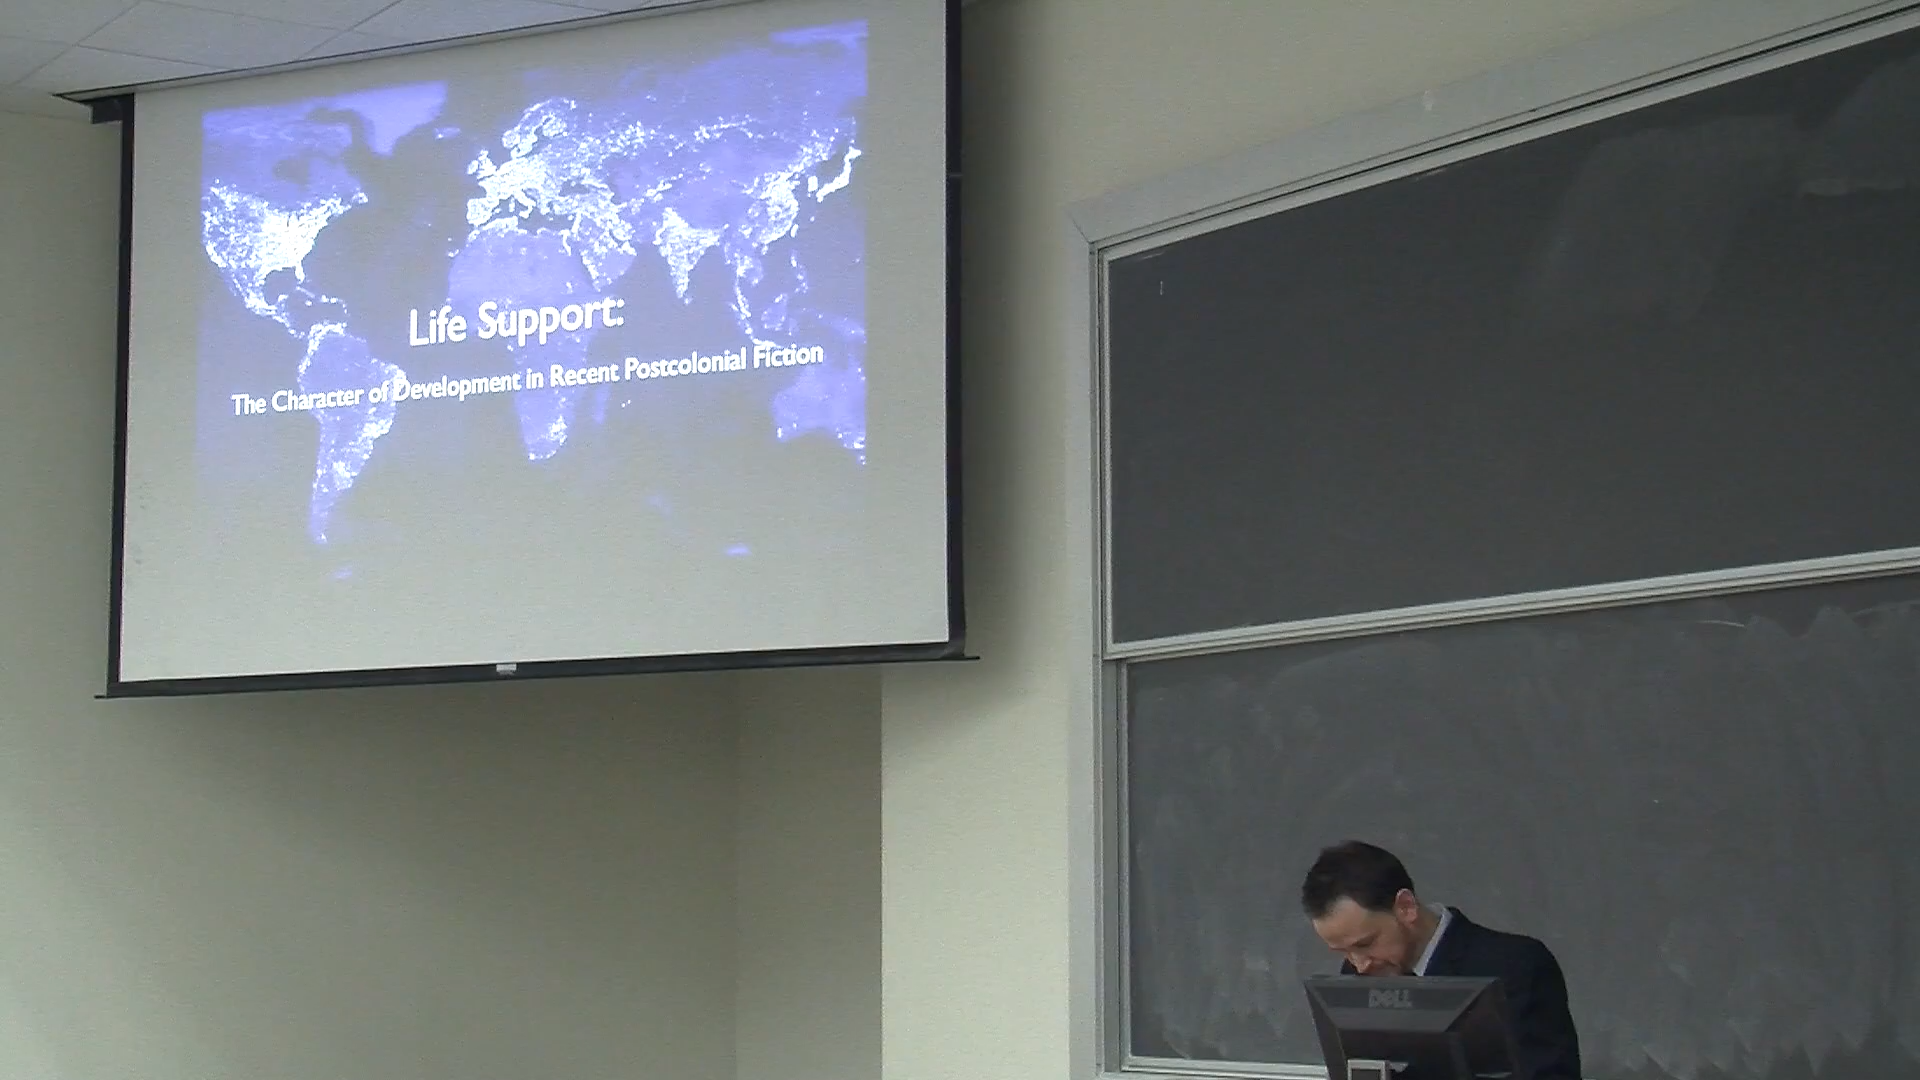 Life Support:
The Character of Development in Recent Postcolonial Fiction
DELL